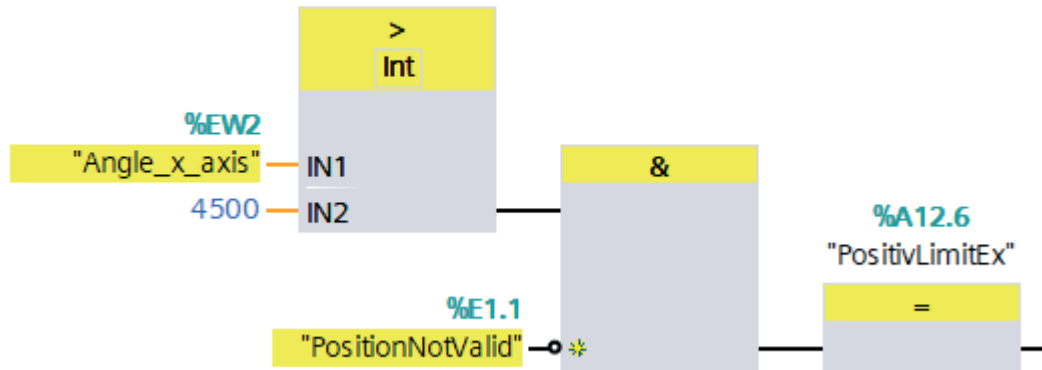 >
Int
%EW2
"Angle_x_axis"
IN1
4500
IN2
&
%A12.6
"PositivLimitEx"
=
%E1.1
"PositionNotValid"